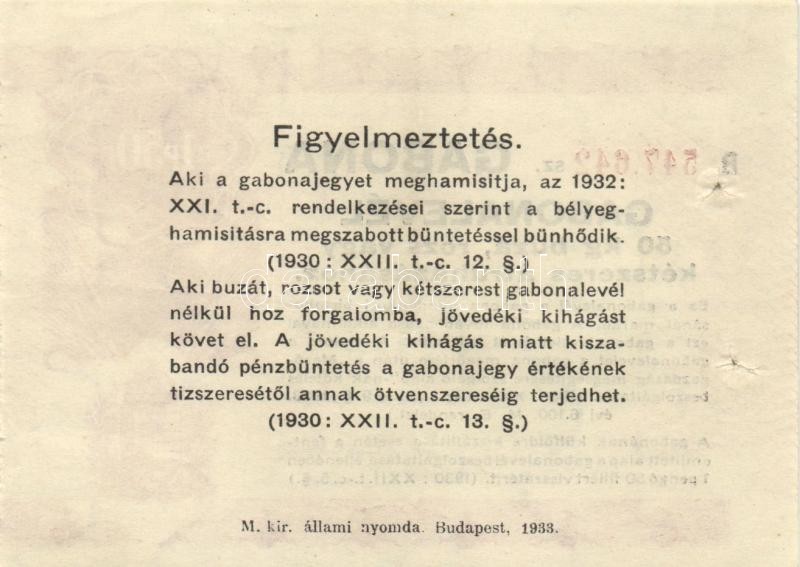 Figyelmeztetés.
Aki a gabonajegyet meghamisitja, az 1932:
XXI. t.-c. rendelkezései szerint a bélyeg-
hamisitásra megszabott büntetéssel bünhődik.
(1930: XXII. t.-c. 12. §.)
Aki buzát, rozsot vagy kétszerest gabonalevél
nélkül hoz forgalomba, jövedéki kihágást
követ el. A jövedéki kihágás miatt kisza-
bandó pénzbüntetés a gabonajegy értékének
tizszeresétől annak ötvenszereséig terjedhet.
(1930: XXII. t.-c. 13. §.)
M. kir. állami nyomda. Budapest, 1933.